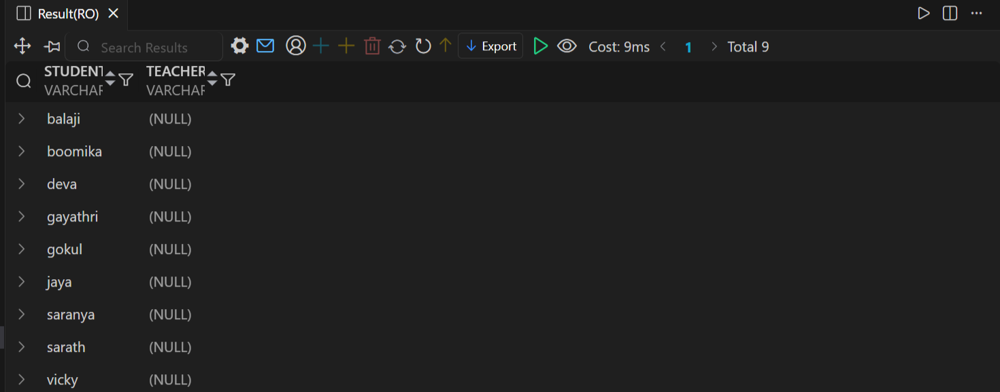 Result(RO)
Search Results
Export
Cost: 9ms
1
Total 9
STUDENT TEACHER
VARCHAR VARCHAR
balaji (NULL)
boomika (NULL)
deva (NULL)
gayathri (NULL)
gokul (NULL)
jaya (NULL)
saranya (NULL)
sarath (NULL)
vicky (NULL)